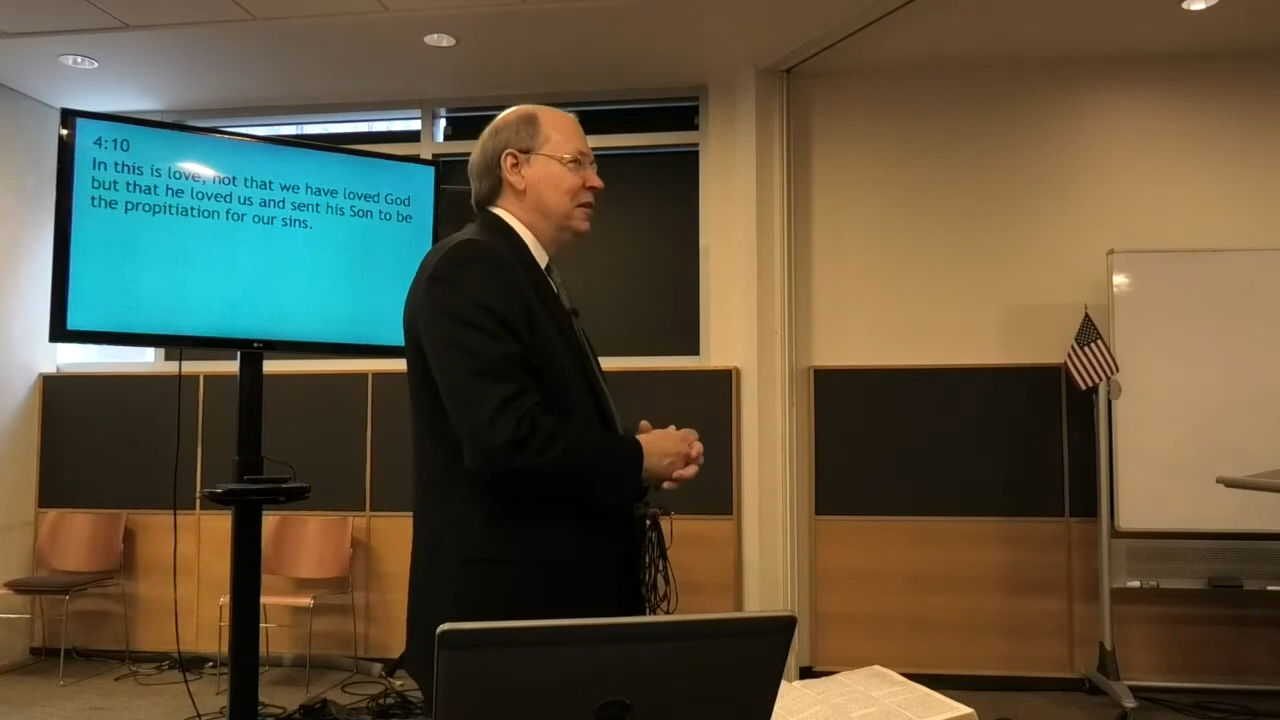 4:10
In this is love, not that we have loved God
but that he loved us and sent his Son to be
the propitiation for our sins.
LG